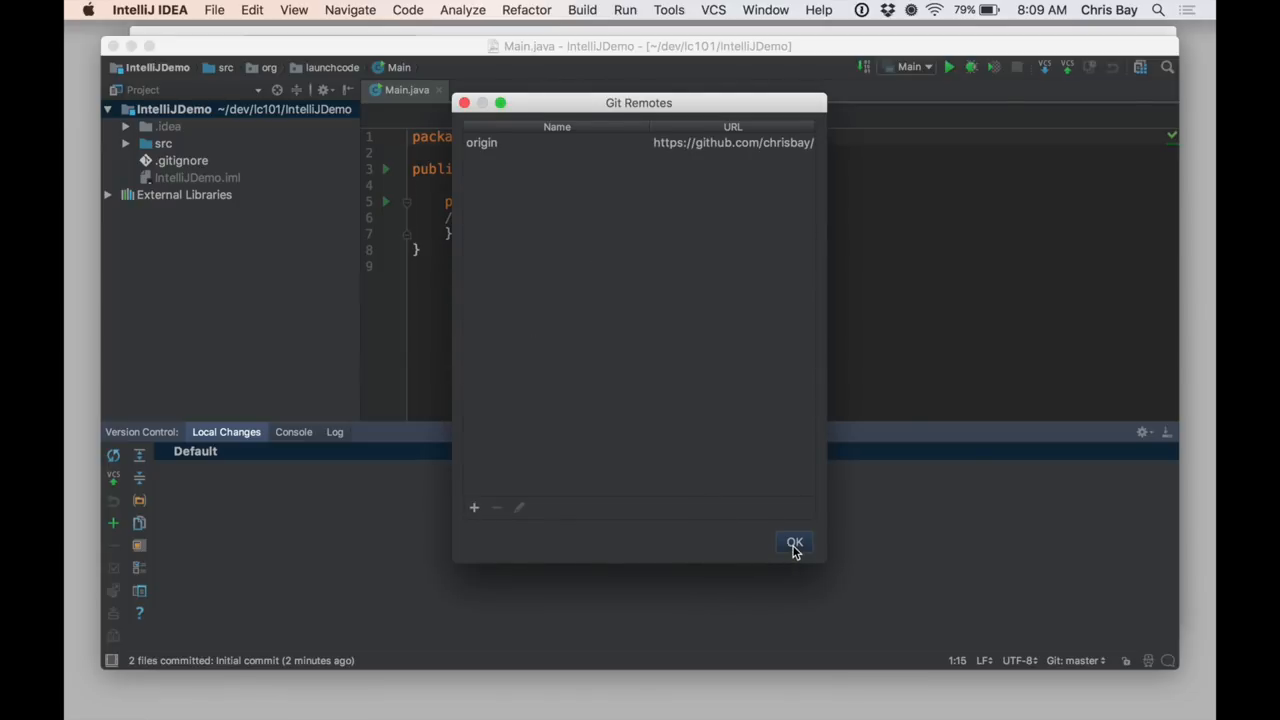 IntelliJ IDEA File Edit View Navigate Code Analyze Refactor Build Run Tools VCS Window Help 79% 8:09 AM Chris Bay
Main.java - IntelliJDemo - [~/dev/lc101/IntelliJDemo]
IntelliJDemo src org launchcode Main Main
Project Main.java
Git Remotes
IntelliJDemo ~/dev/lc101/IntelliJDemo
.idea
src
.gitignore
IntelliJDemo.iml
External Libraries
1 packa
2
3 publi
4
5 p
6 /
7 }
8 }
9
Name URL
origin https://github.com/chrisbay/
OK
Version Control: Local Changes Console Log
Default
VCS
2 files committed: Initial commit (2 minutes ago) 1:15 LF UTF-8 Git: master